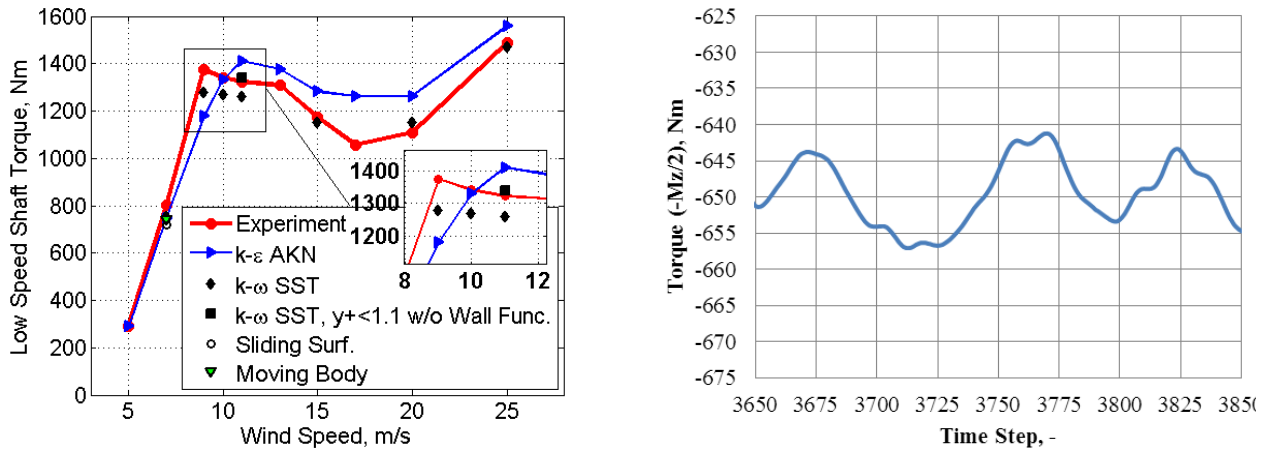 1600
1400
1200
1000
800
600
400
200
0
Low Speed Shaft Torque, Nm
5
10
15
20
25
Wind Speed, m/s
1400
1300
1200
8
10
12
Experiment
k-ε AKN
k-ω SST
k-ω SST, y+<1.1 w/o Wall Func.
Sliding Surf.
Moving Body
-625
-630
-635
-640
-645
-650
-655
-660
-665
-670
-675
Torque (-Mz/2), Nm
3650 3675 3700 3725 3750 3775 3800 3825 3850
Time Step, -